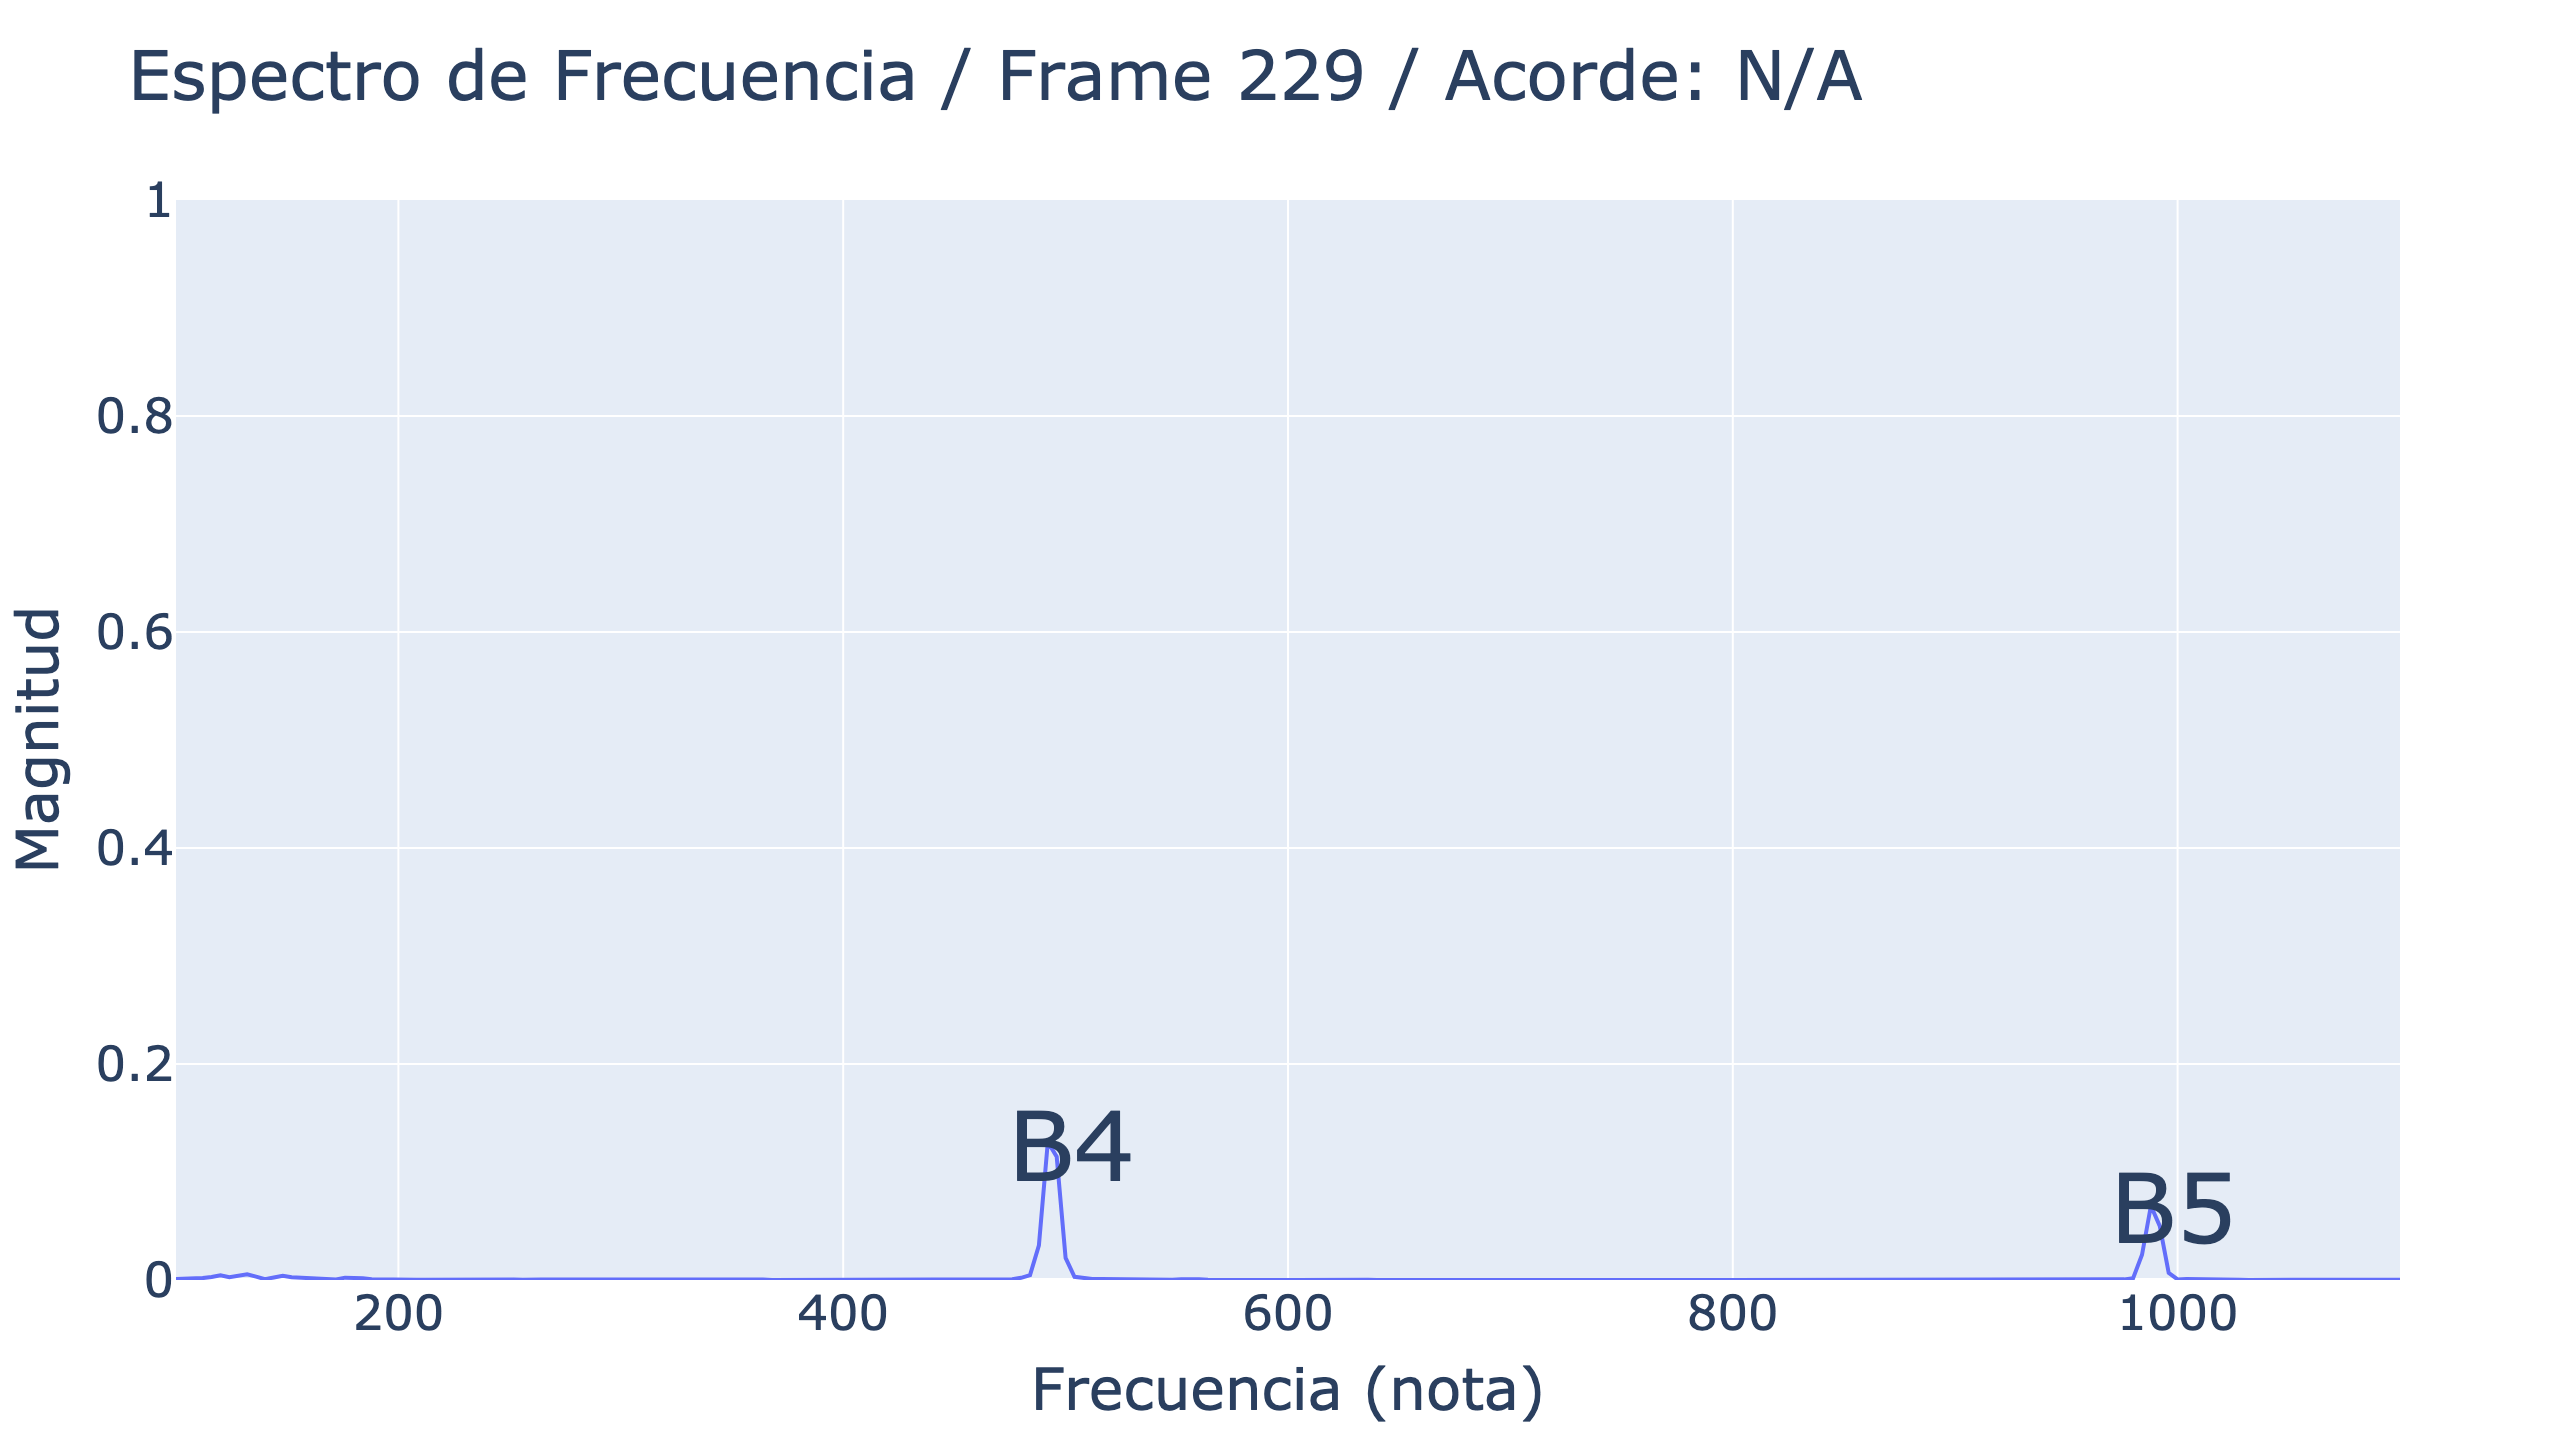 Espectro de Frecuencia / Frame 229 / Acorde: N/A
1
0.8
0.6
0.4
0.2
0
Magnitud
B4
B5
200 400 600 800 1000
Frecuencia (nota)